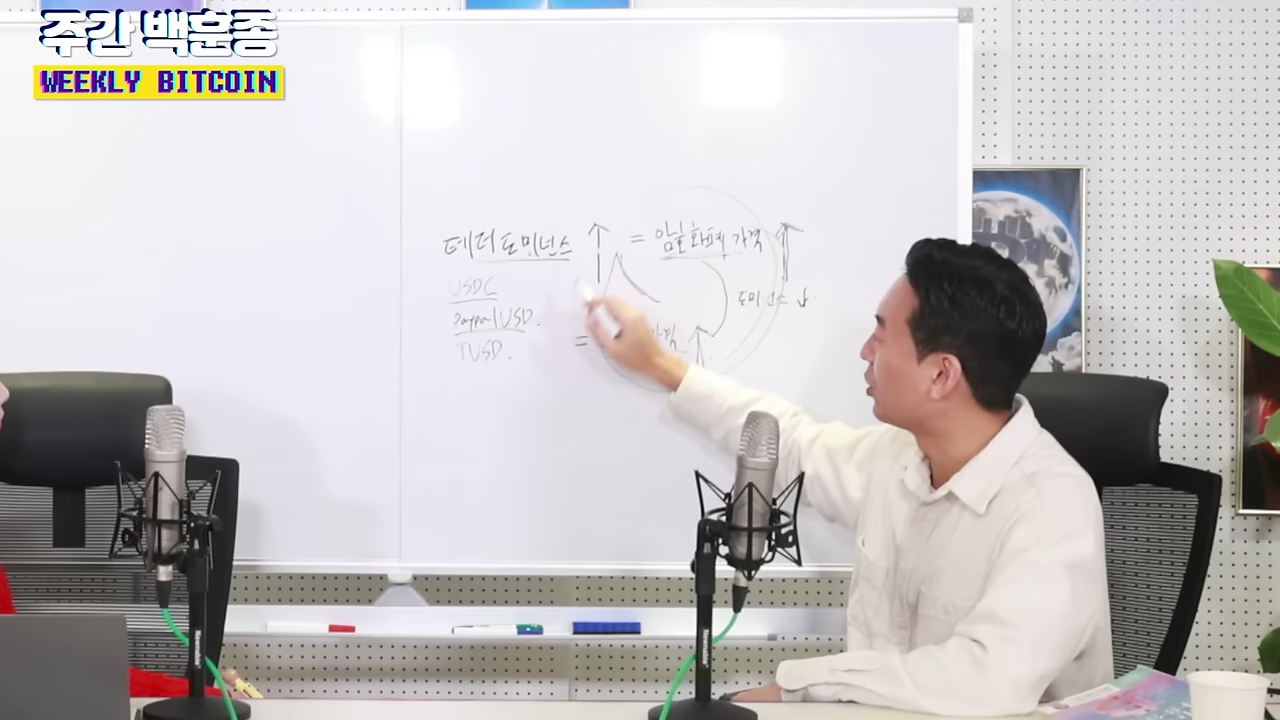 주간 백훈종
WEEKLY BITCOIN
테더 도미넌스 ↑ = 암호화폐 가격 ↑
USDC
도미넌스 ↓
Paypal USD.
TUSD.
=